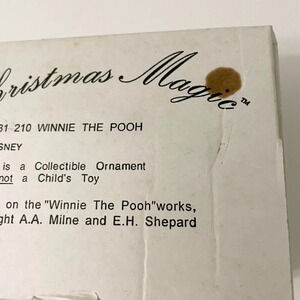 hristmas Magic™
31 210 WINNIE THE POOH
SNEY
is a Collectible Ornament
not a Child's Toy
on the "Winnie The Pooh"works,
ght A.A. Milne and E.H. Shepard